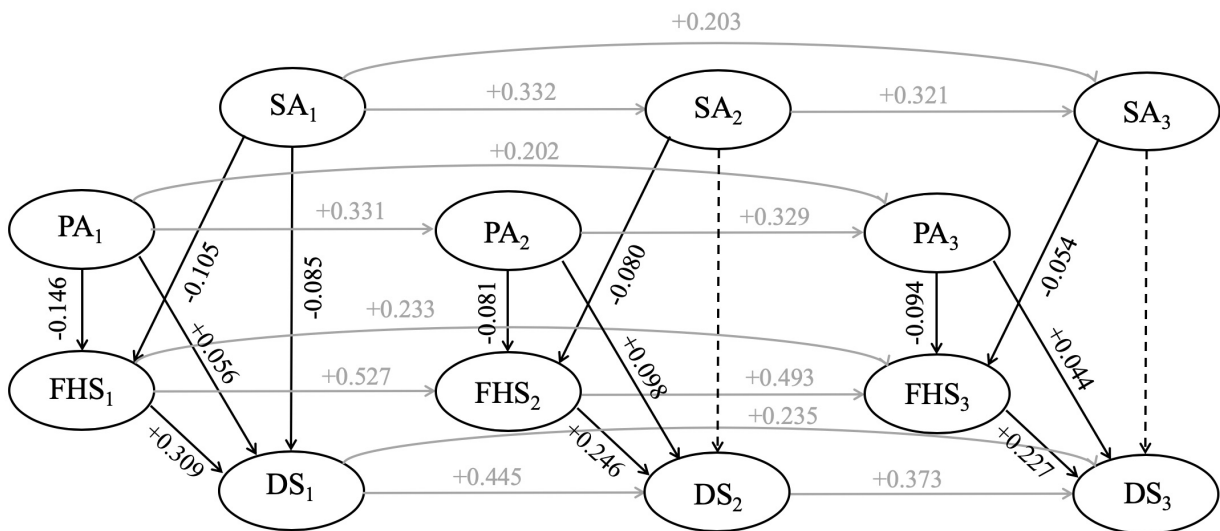 +0.203
SA₁ +0.332 SA₂ +0.321 SA₃
+0.202
PA₁ +0.331 PA₂ +0.329 PA₃
-0.146 -0.105 -0.085 -0.081 -0.080 -0.094 -0.054
+0.233
+0.056 +0.098 +0.044
FHS₁ +0.527 FHS₂ +0.493 FHS₃
+0.235
+0.309 +0.246 +0.227
DS₁ +0.445 DS₂ +0.373 DS₃